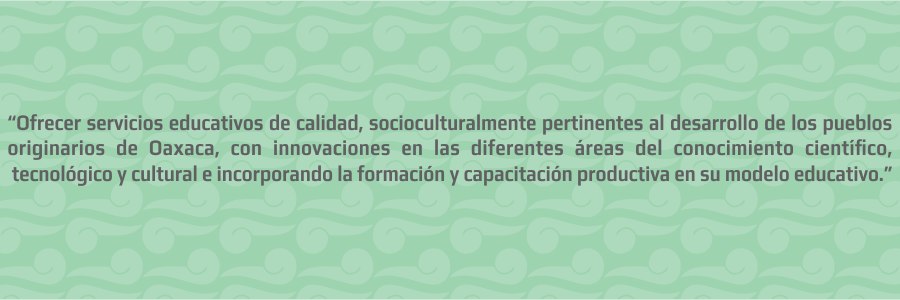 “Ofrecer servicios educativos de calidad, socioculturalmente pertinentes al desarrollo de los pueblos
originarios de Oaxaca, con innovaciones en las diferentes áreas del conocimiento científico,
tecnológico y cultural e incorporando la formación y capacitación productiva en su modelo educativo.”